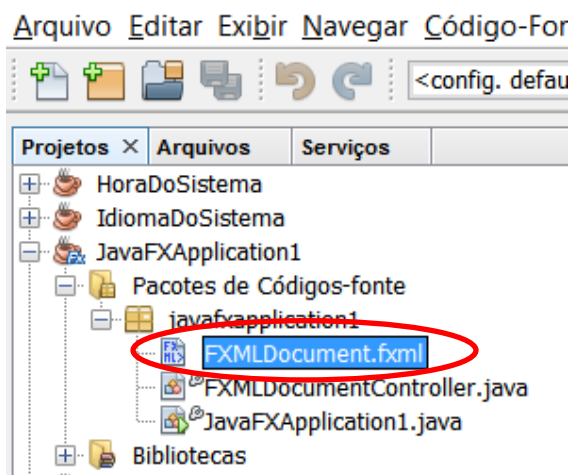 Arquivo Editar Exibir Navegar Código-For
<config. defau
Projetos × Arquivos Serviços
HoraDoSistema
IdiomaDoSistema
JavaFXApplication1
Pacotes de Códigos-fonte
javafxapplication1
FXMLDocument.fxml
FXMLDocumentController.java
JavaFXApplication1.java
Bibliotecas